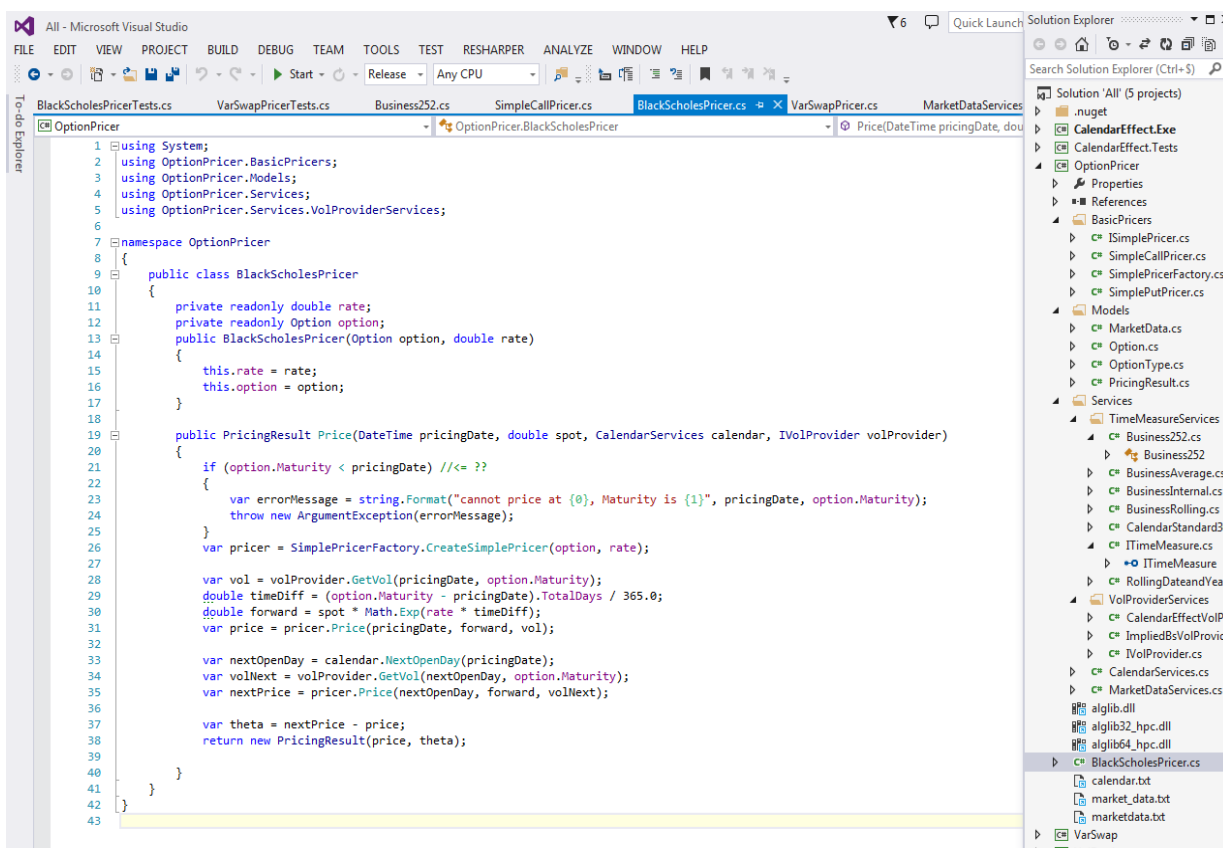 All - Microsoft Visual Studio
6
Quick Launch
FILE EDIT VIEW PROJECT BUILD DEBUG TEAM TOOLS TEST RESHARPER ANALYZE WINDOW HELP
Start Release Any CPU
To-do Explorer
BlackScholesPricerTests.cs VarSwapPricerTests.cs Business252.cs SimpleCallPricer.cs BlackScholesPricer.cs VarSwapPricer.cs MarketDataServices
OptionPricer OptionPricer.BlackScholesPricer Price(DateTime pricingDate, dou
1 using System;
2 using OptionPricer.BasicPricers;
3 using OptionPricer.Models;
4 using OptionPricer.Services;
5 using OptionPricer.Services.VolProviderServices;
6
7 namespace OptionPricer
8 {
9 public class BlackScholesPricer
10 {
11 private readonly double rate;
12 private readonly Option option;
13 public BlackScholesPricer(Option option, double rate)
14 {
15 this.rate = rate;
16 this.option = option;
17 }
18
19 public PricingResult Price(DateTime pricingDate, double spot, CalendarServices calendar, IVolProvider volProvider)
20 {
21 if (option.Maturity < pricingDate) //<= ??
22 {
23 var errorMessage = string.Format("cannot price at {0}, Maturity is {1}", pricingDate, option.Maturity);
24 throw new ArgumentException(errorMessage);
25 }
26 var pricer = SimplePricerFactory.CreateSimplePricer(option, rate);
27
28 var vol = volProvider.GetVol(pricingDate, option.Maturity);
29 double timeDiff = (option.Maturity - pricingDate).TotalDays / 365.0;
30 double forward = spot * Math.Exp(rate * timeDiff);
31 var price = pricer.Price(pricingDate, forward, vol);
32
33 var nextOpenDay = calendar.NextOpenDay(pricingDate);
34 var volNext = volProvider.GetVol(nextOpenDay, option.Maturity);
35 var nextPrice = pricer.Price(nextOpenDay, forward, volNext);
36
37 var theta = nextPrice - price;
38 return new PricingResult(price, theta);
39
40 }
41 }
42 }
43
Solution Explorer
Search Solution Explorer (Ctrl+$)
Solution 'All' (5 projects)
.nuget
C# CalendarEffect.Exe
C# CalendarEffect.Tests
C# OptionPricer
Properties
References
BasicPricers
C# ISimplePricer.cs
C# SimpleCallPricer.cs
C# SimplePricerFactory.cs
C# SimplePutPricer.cs
Models
C# MarketData.cs
C# Option.cs
C# OptionType.cs
C# PricingResult.cs
Services
TimeMeasureServices
C# Business252.cs
Business252
C# BusinessAverage.cs
C# BusinessInternal.cs
C# BusinessRolling.cs
C# CalendarStandard3
C# ITimeMeasure.cs
ITimeMeasure
C# RollingDateandYea
VolProviderServices
C# CalendarEffectVolP
C# ImpliedBsVolProvid
C# IVolProvider.cs
C# CalendarServices.cs
C# MarketDataServices.cs
alglib.dll
alglib32_hpc.dll
alglib64_hpc.dll
C# BlackScholesPricer.cs
calendar.txt
market_data.txt
marketdata.txt
C# VarSwap